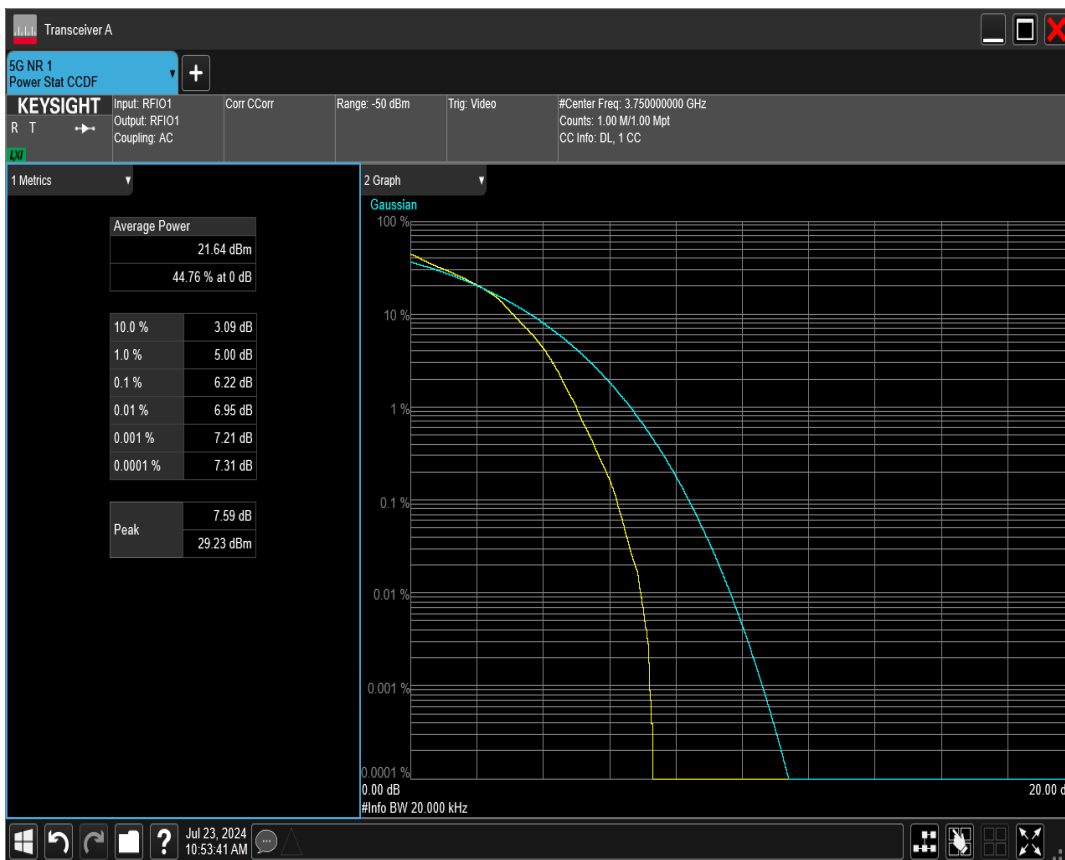 Transceiver A
5G NR 1
Power Stat CCDF
+
KEYSIGHT
R T
LXI
Input: RFIO1
Output: RFIO1
Coupling: AC
Corr CCorr
Range: -50 dBm
Trig: Video
#Center Freq: 3.750000000 GHz
Counts: 1.00 M/1.00 Mpt
CC Info: DL, 1 CC
1 Metrics
Average Power
21.64 dBm
44.76 % at 0 dB
10.0 % 3.09 dB
1.0 % 5.00 dB
0.1 % 6.22 dB
0.01 % 6.95 dB
0.001 % 7.21 dB
0.0001 % 7.31 dB
Peak
7.59 dB
29.23 dBm
2 Graph
Gaussian
100 %
10 %
1 %
0.1 %
0.01 %
0.001 %
0.0001 %
0.00 dB 20.00 d
#Info BW 20.000 kHz
?
Jul 23, 2024
10:53:41 AM